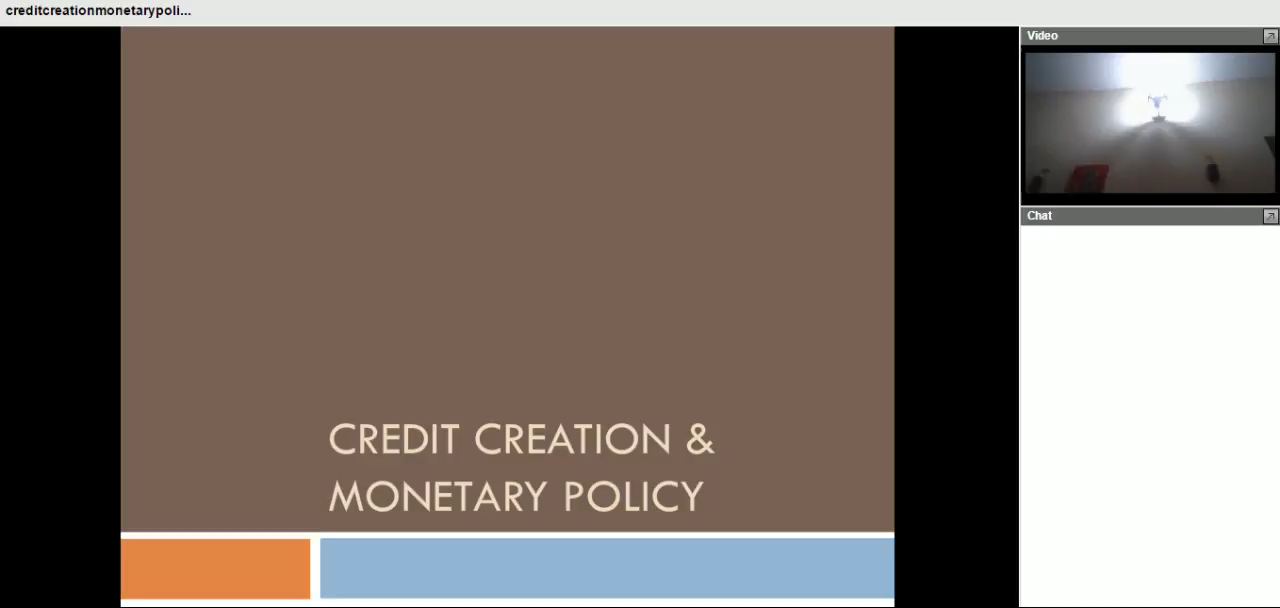 creditcreationmonetarypoli...
Video
Chat
CREDIT CREATION &
MONETARY POLICY